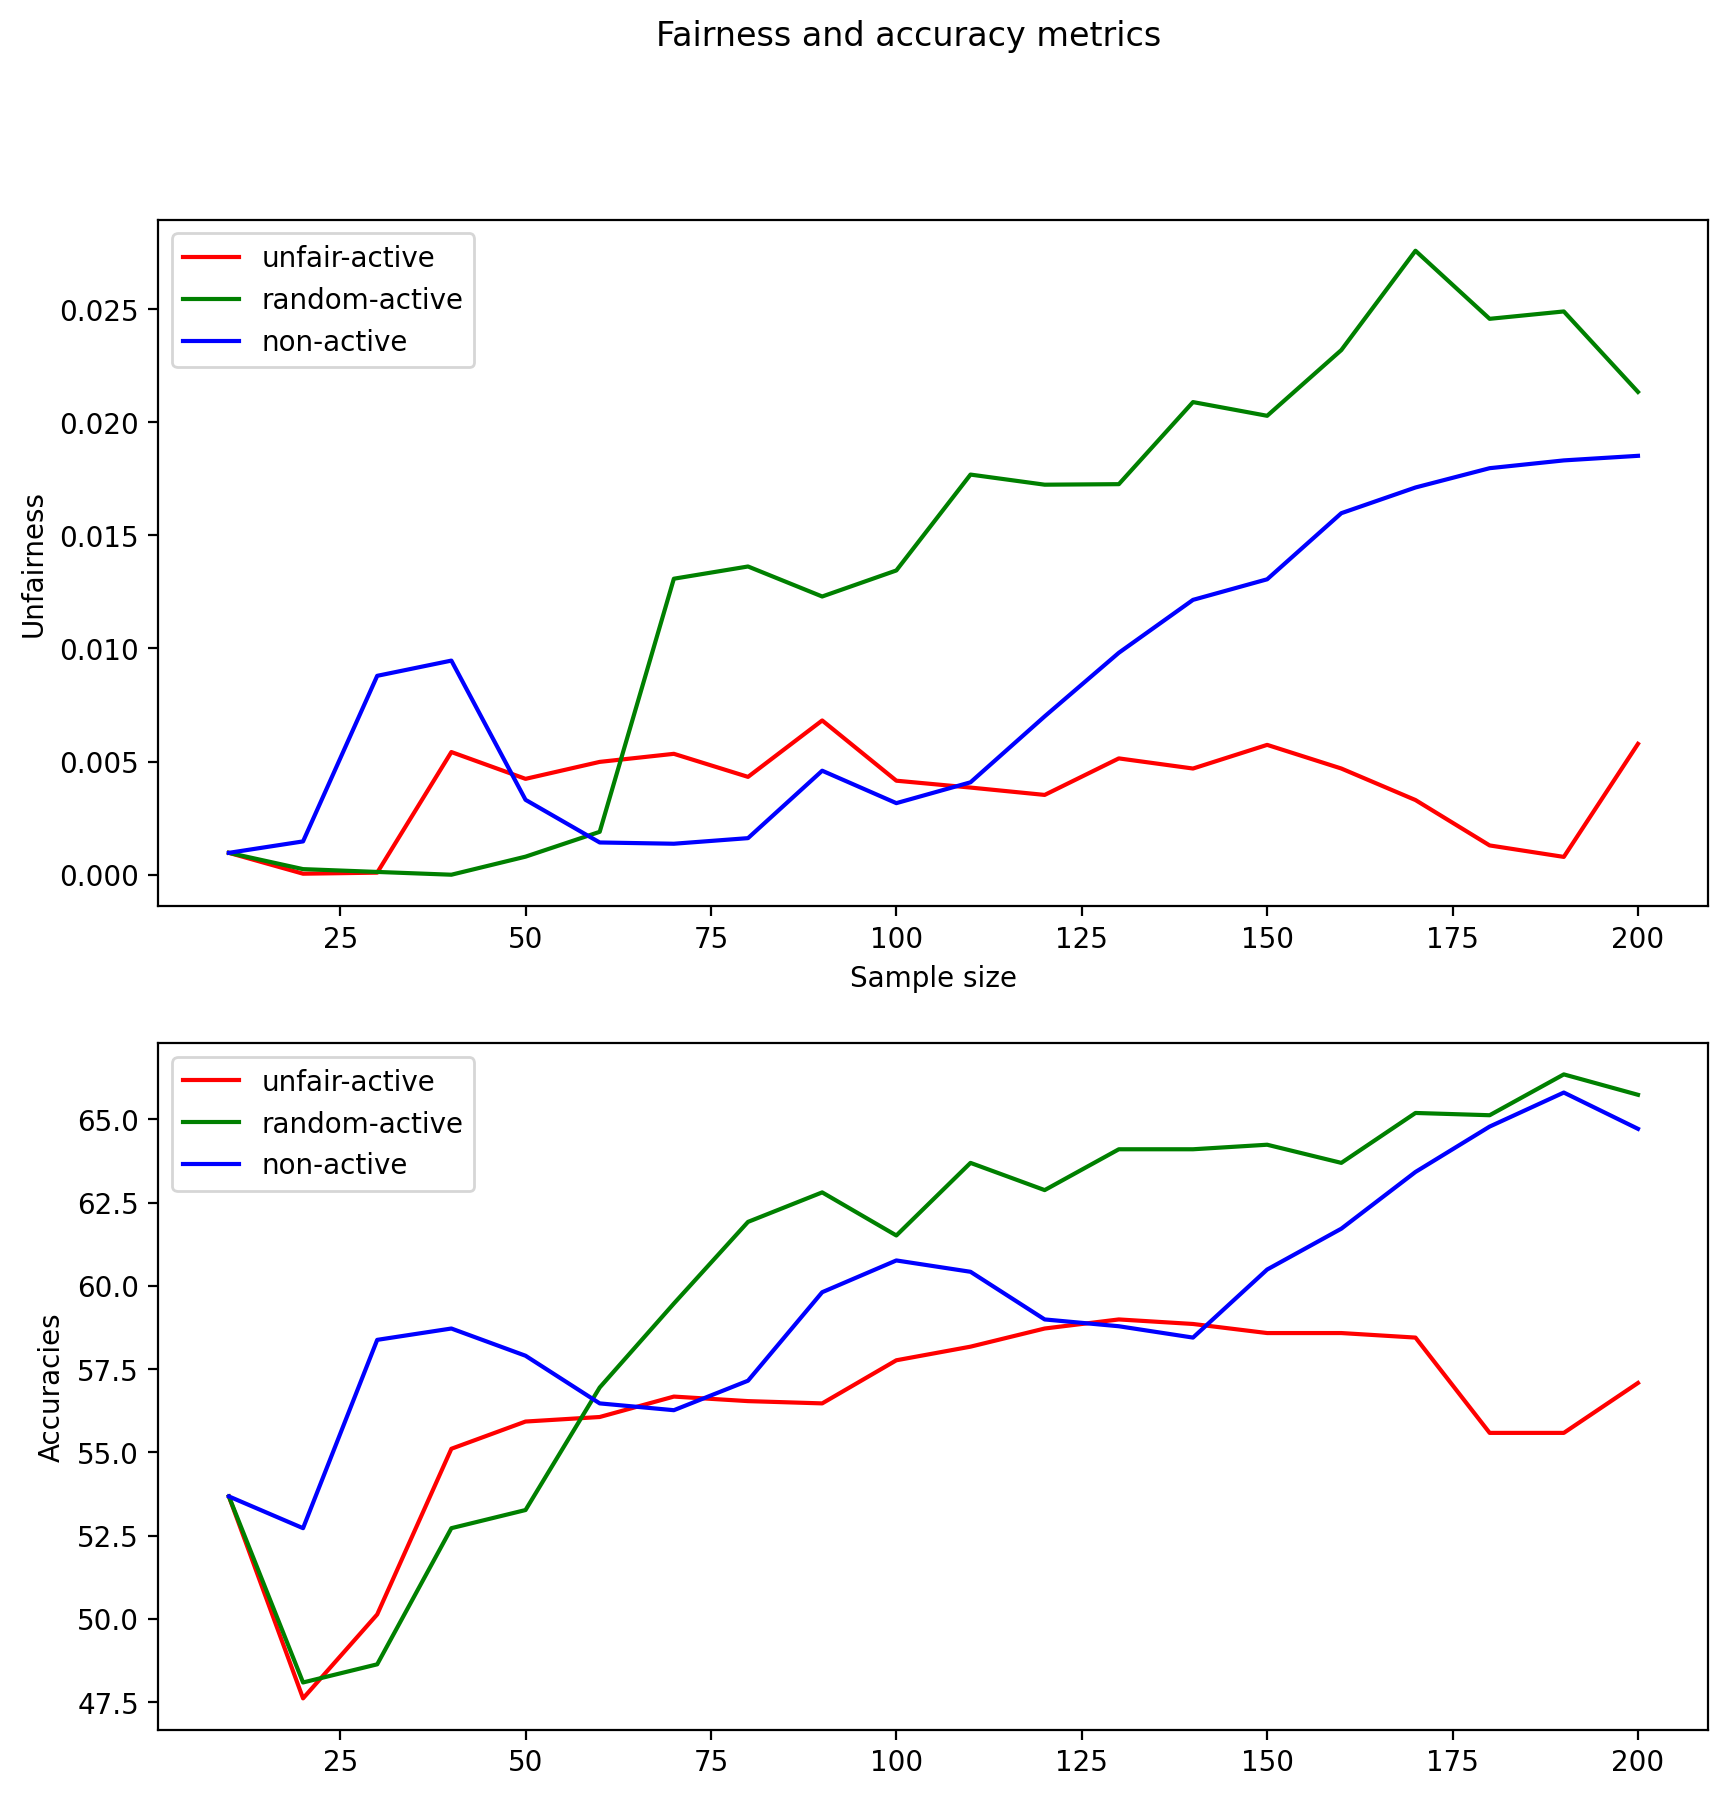 Fairness and accuracy metrics
unfair-active
random-active
non-active
0.025
0.020
0.015
0.010
0.005
0.000
Unfairness
25 50 75 100 125 150 175 200
Sample size
unfair-active
random-active
non-active
65.0
62.5
60.0
57.5
55.0
52.5
50.0
47.5
Accuracies
25 50 75 100 125 150 175 200